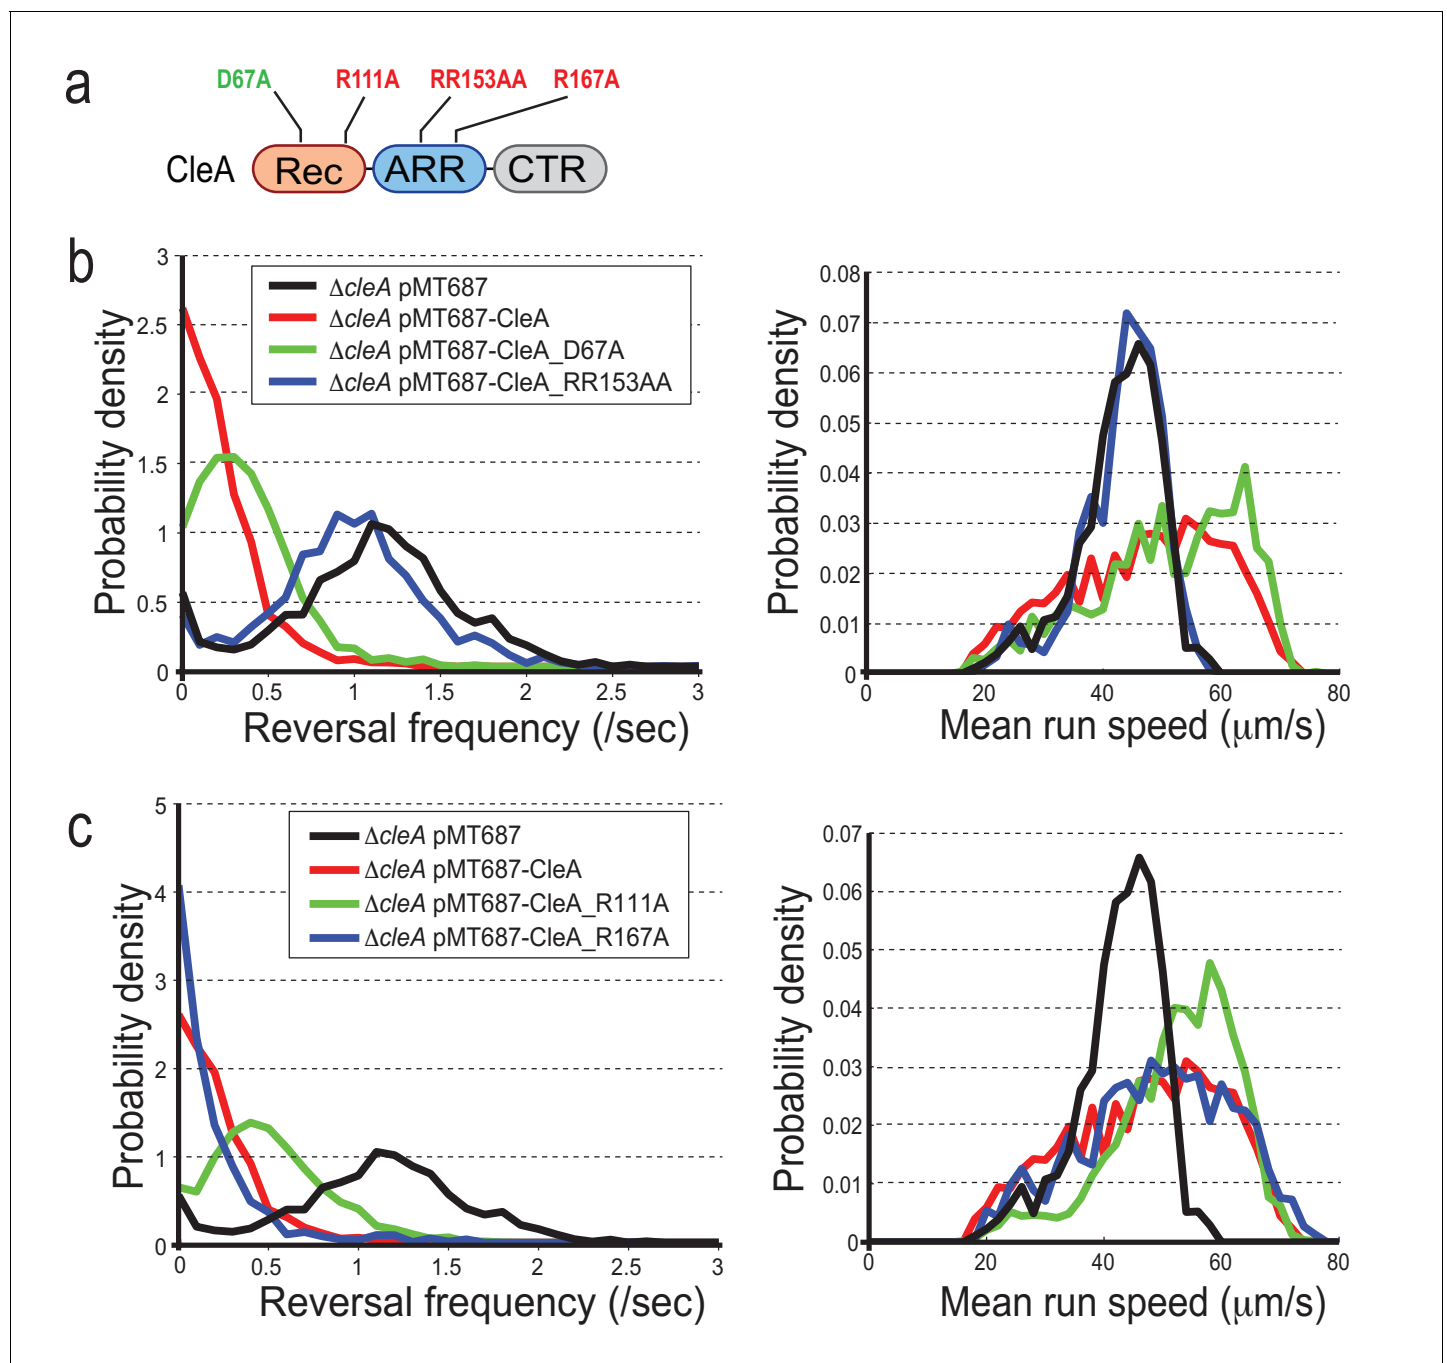 a
D67A R111A RR153AA R167A
CleA Rec ARR CTR
b
Probability density
3
2.5
2
1.5
1
0.5
0
ΔcleA pMT687
ΔcleA pMT687-CleA
ΔcleA pMT687-CleA_D67A
ΔcleA pMT687-CleA_RR153AA
0 0.5 1 1.5 2 2.5 3
Reversal frequency (/sec)
Probability density
0.08
0.07
0.06
0.05
0.04
0.03
0.02
0.01
0
0 20 40 60 80
Mean run speed (μm/s)
c
Probability density
5
4
3
2
1
0
ΔcleA pMT687
ΔcleA pMT687-CleA
ΔcleA pMT687-CleA_R111A
ΔcleA pMT687-CleA_R167A
0 0.5 1 1.5 2 2.5 3
Reversal frequency (/sec)
Probability density
0.07
0.06
0.05
0.04
0.03
0.02
0.01
0
0 20 40 60 80
Mean run speed (μm/s)